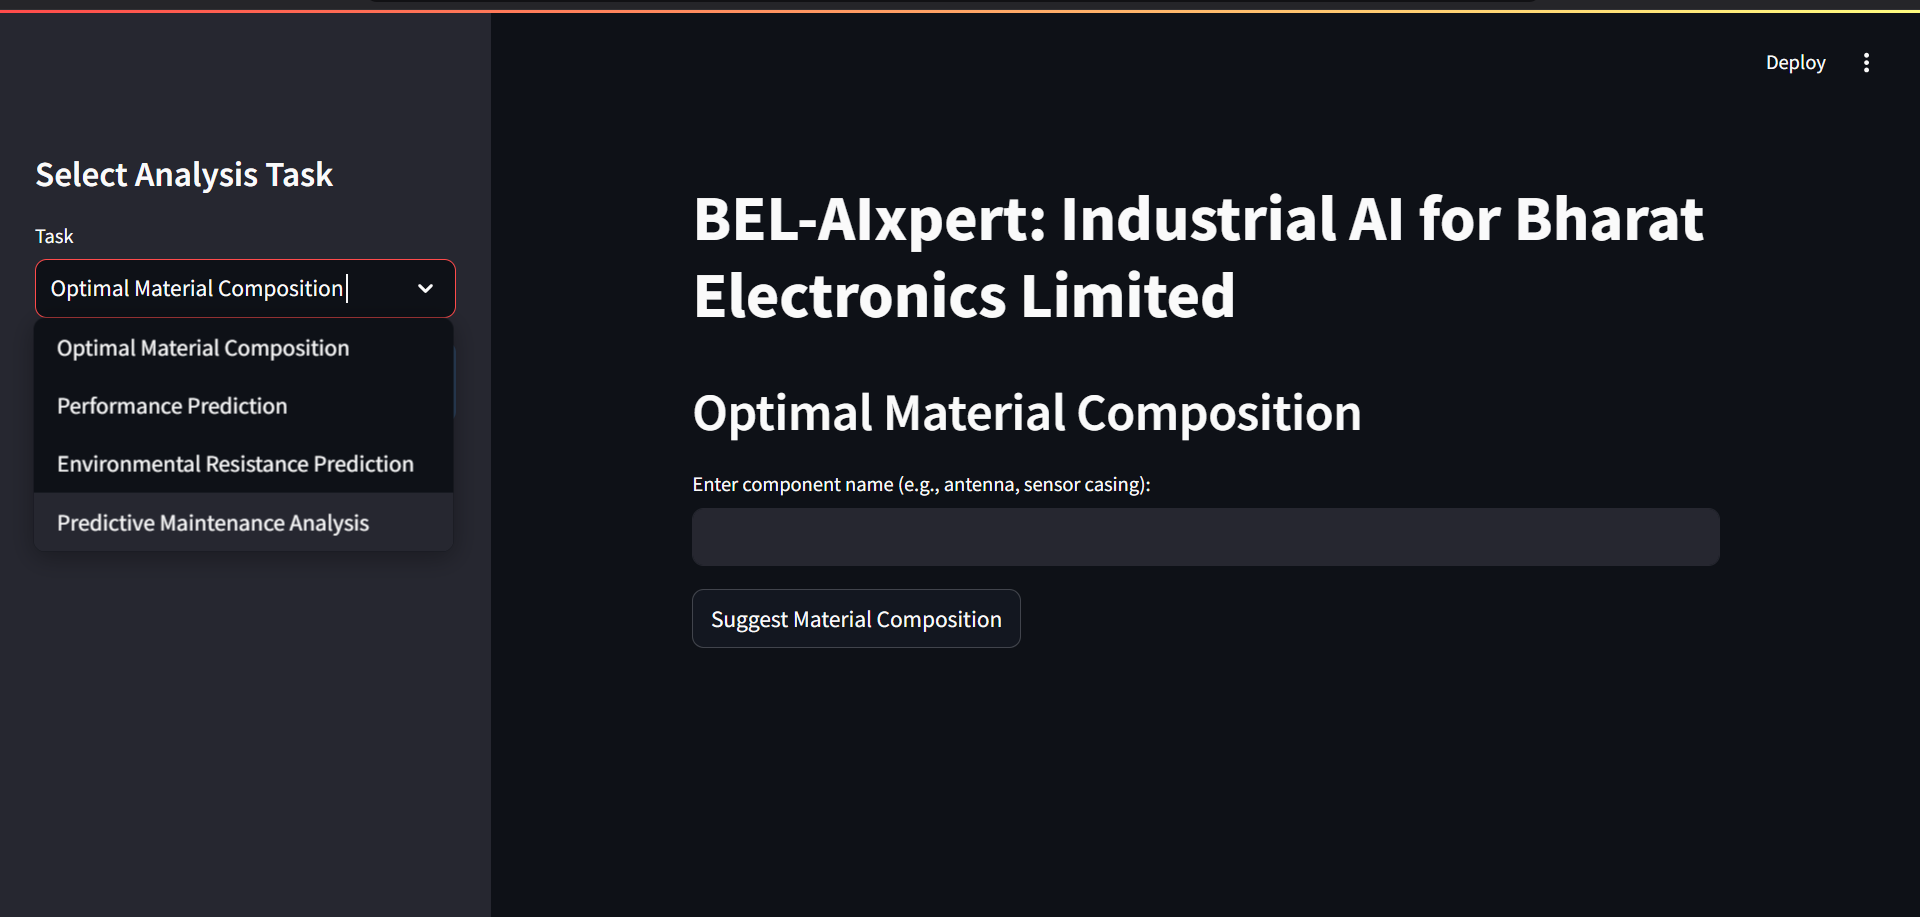 Deploy
Select Analysis Task
Task
Optimal Material Composition
Optimal Material Composition
Performance Prediction
Environmental Resistance Prediction
Predictive Maintenance Analysis
BEL-AIxpert: Industrial AI for Bharat
Electronics Limited
Optimal Material Composition
Enter component name (e.g., antenna, sensor casing):
Suggest Material Composition